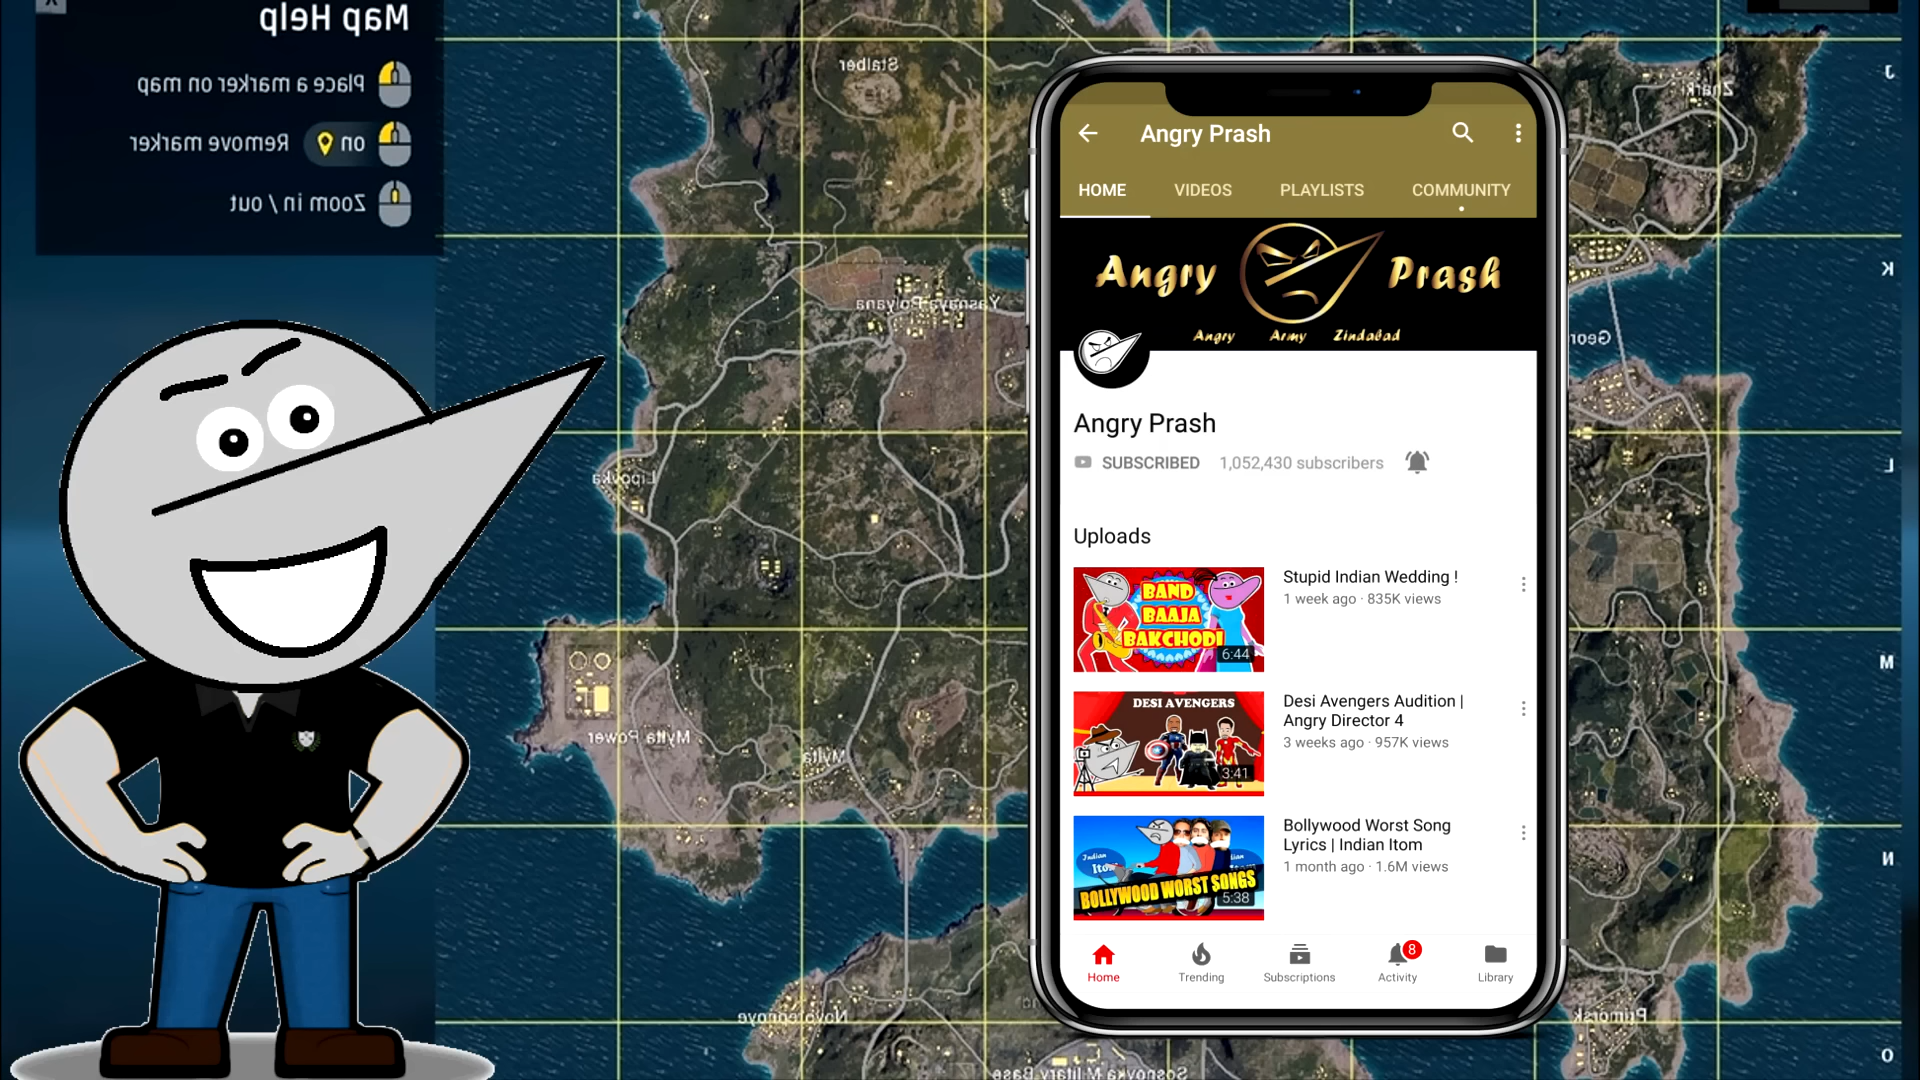 X
Map Help
Place a marker on map
on Remove marker
Zoom in / out
Stalber
Zharki
J
K
L
M
N
O
Yasnaya Polyana
Geor
Lipovka
Mylta Power
Mylta
Novorepnoye
Sosnovka Military Base
Primorsk
Angry Prash
HOME VIDEOS PLAYLISTS COMMUNITY
Angry Prash
Angry Army Zindabad
Angry Prash
SUBSCRIBED 1,052,430 subscribers
Uploads
BAND
BAAJA
BAKCHODI
6:44
Stupid Indian Wedding !
1 week ago · 835K views
DESI AVENGERS
3:41
Desi Avengers Audition |
Angry Director 4
3 weeks ago · 957K views
Indian
Itom
BOLLYWOOD WORST SONGS
5:38
Bollywood Worst Song
Lyrics | Indian Itom
1 month ago · 1.6M views
8
Home Trending Subscriptions Activity Library